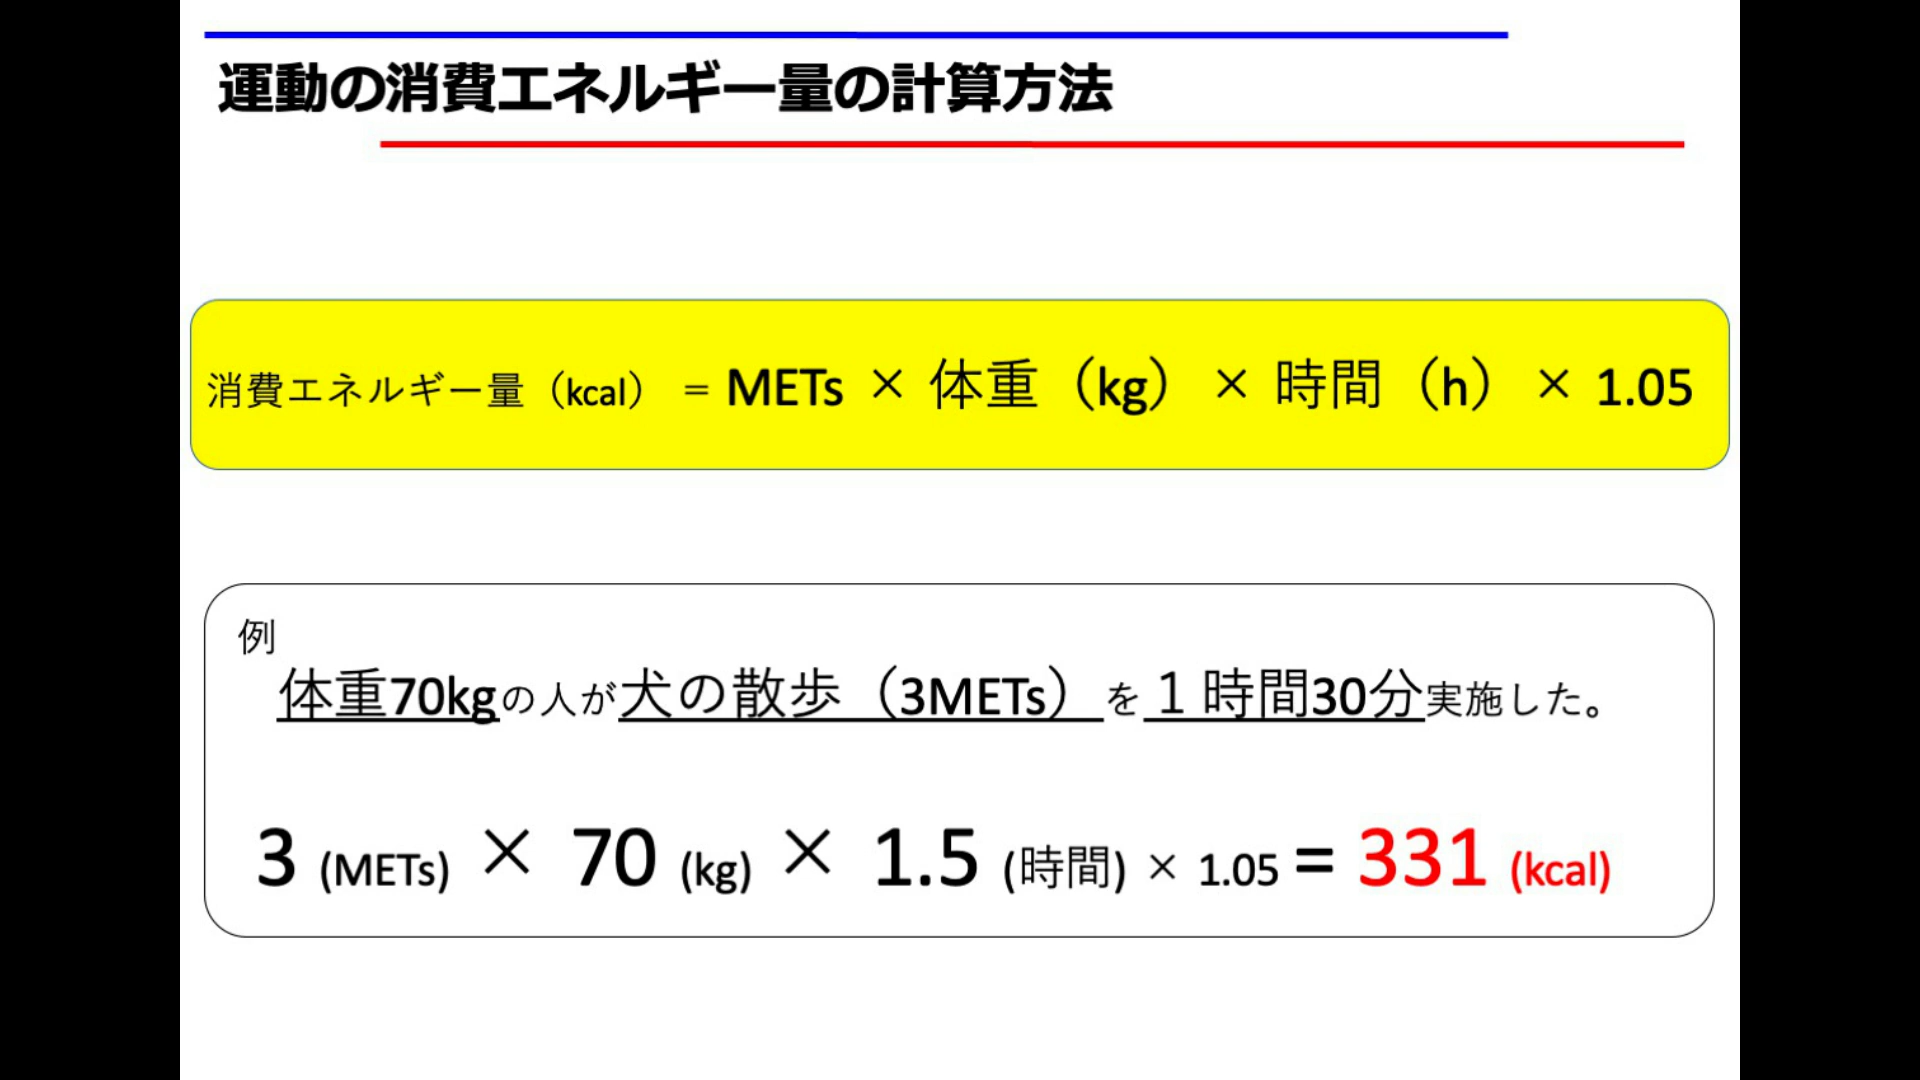 運動の消費エネルギー量の計算方法
消費エネルギー量（kcal） = METs × 体重（kg） × 時間（h） × 1.05
例
体重70kgの人が犬の散歩（3METs）を１時間30分実施した。
3 (METs) × 70 (kg) × 1.5 (時間) × 1.05 = 331 (kcal)